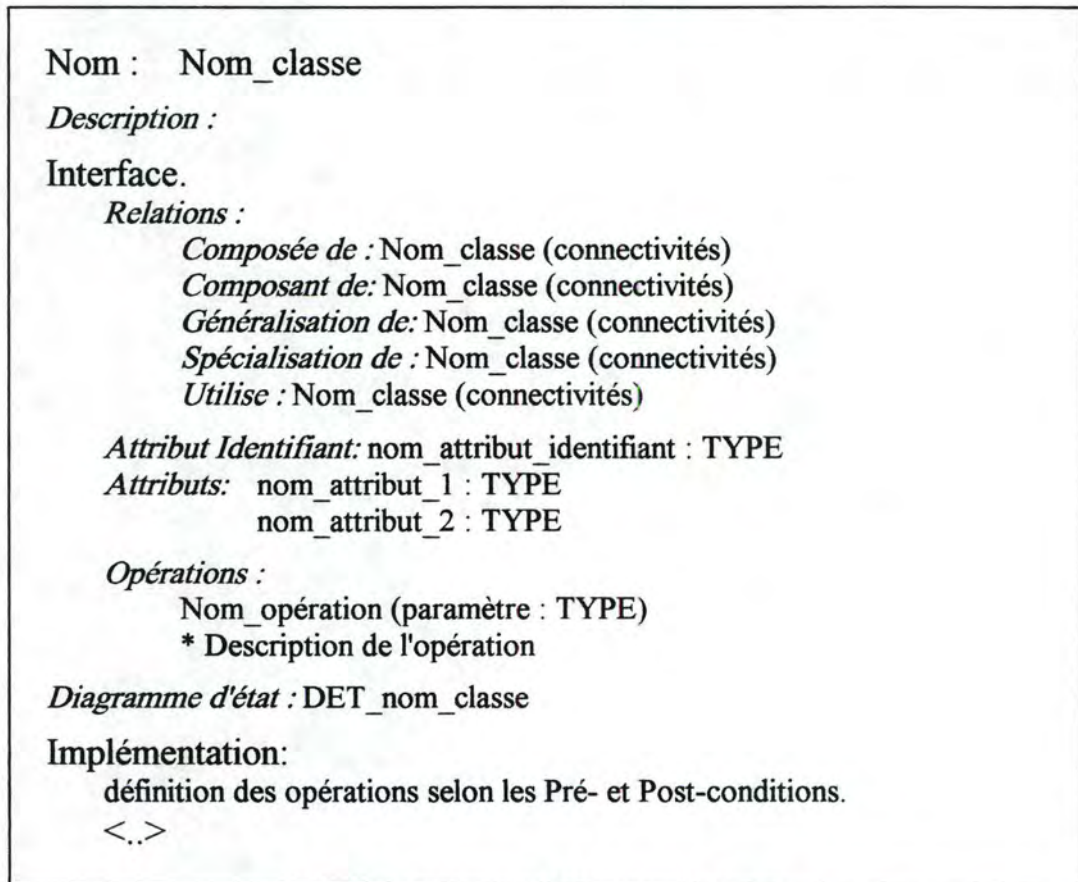 Nom : Nom_classe
Description :
Interface.
Relations :
Composée de : Nom_classe (connectivités)
Composant de: Nom_classe (connectivités)
Généralisation de: Nom_classe (connectivités)
Spécialisation de : Nom_classe (connectivités)
Utilise : Nom_classe (connectivités)
Attribut Identifiant: nom_attribut_identifiant : TYPE
Attributs: nom_attribut_1 : TYPE
nom_attribut_2 : TYPE
Opérations :
Nom_opération (paramètre : TYPE)
* Description de l'opération
Diagramme d'état : DET_nom_classe
Implémentation:
définition des opérations selon les Pré- et Post-conditions.
<..>